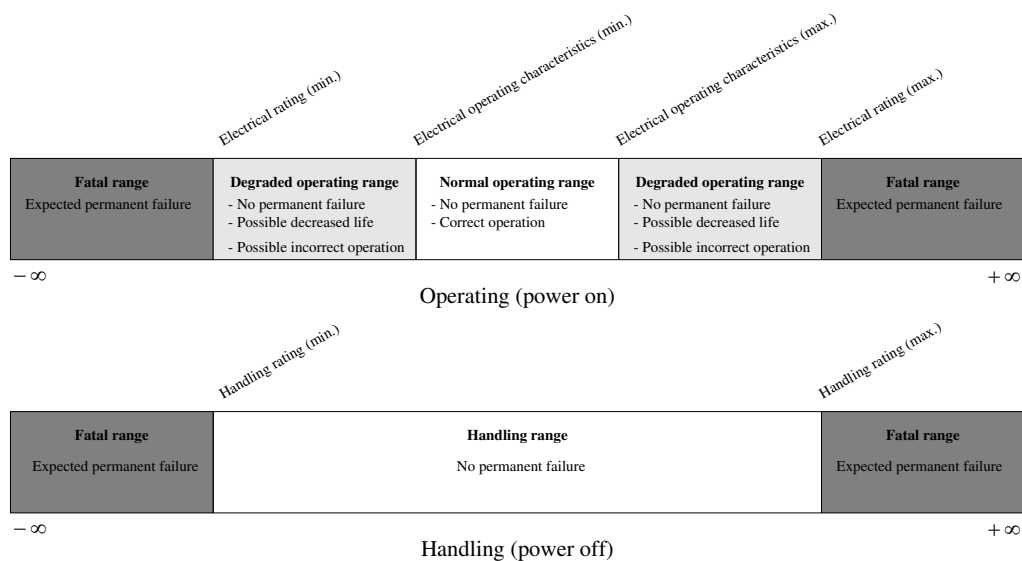 Electrical rating (min.)
Electrical operating characteristics (min.)
Electrical operating characteristics (max.)
Electrical rating (max.)
Fatal range
Expected permanent failure
Degraded operating range
- No permanent failure
- Possible decreased life
- Possible incorrect operation
Normal operating range
- No permanent failure
- Correct operation
Degraded operating range
- No permanent failure
- Possible decreased life
- Possible incorrect operation
Fatal range
Expected permanent failure
– ∞
+ ∞
Operating (power on)
Handling rating (min.)
Handling rating (max.)
Fatal range
Expected permanent failure
Handling range
No permanent failure
Fatal range
Expected permanent failure
– ∞
+ ∞
Handling (power off)